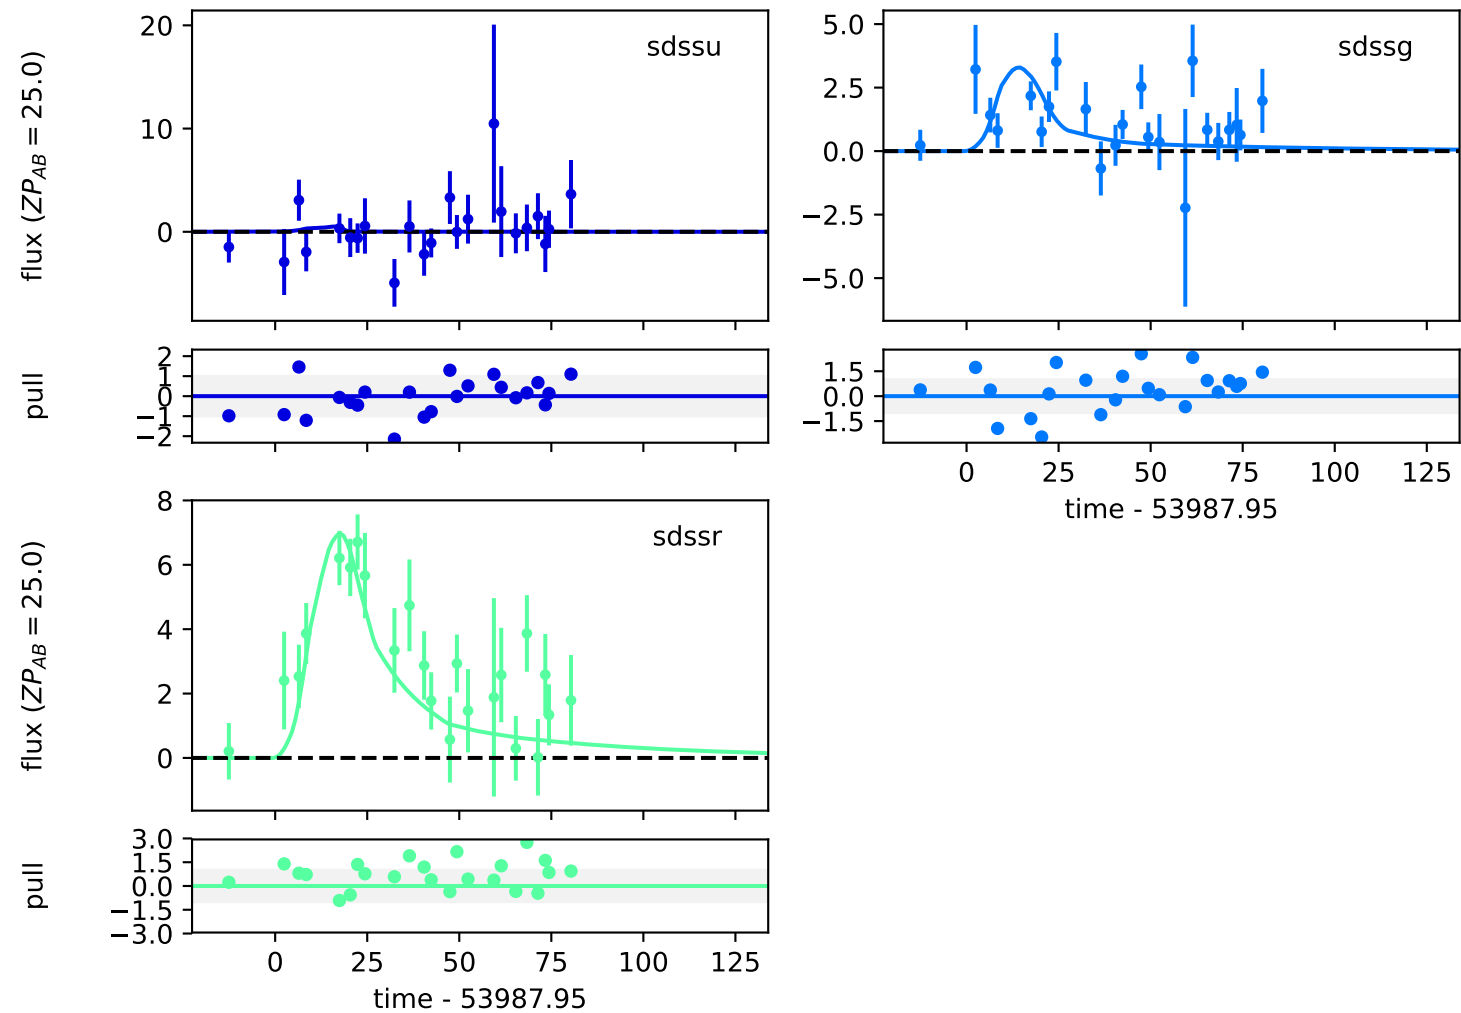 flux (ZP_AB = 25.0)
20
10
0
sdssu
5.0
2.5
0.0
−2.5
−5.0
sdssg
pull
2
1
0
−1
−2
1.5
0.0
−1.5
0 25 50 75 100 125
time - 53987.95
flux (ZP_AB = 25.0)
8
6
4
2
0
sdssr
pull
3.0
1.5
0.0
−1.5
−3.0
0 25 50 75 100 125
time - 53987.95